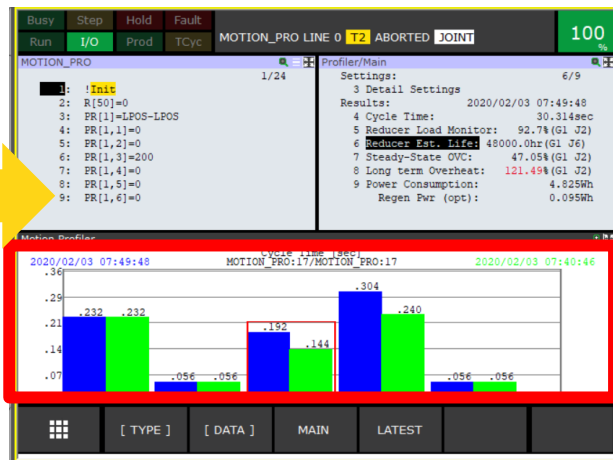 Busy Step Hold Fault
Run I/O Prod TCyc
MOTION_PRO LINE 0 T2 ABORTED JOINT
100
%
MOTION_PRO
1/24
1: !Init
2: R[50]=0
3: PR[1]=LPOS-LPOS
4: PR[1,1]=0
5: PR[1,2]=0
6: PR[1,3]=200
7: PR[1,4]=0
8: PR[1,5]=0
9: PR[1,6]=0
Profiler/Main
Settings: 6/9
3 Detail Settings
Results: 2020/02/03 07:49:48
4 Cycle Time: 30.314sec
5 Reducer Load Monitor: 92.7%(G1 J2)
6 Reducer Est. Life: 48000.0hr(G1 J6)
7 Steady-State OVC: 47.05%(G1 J2)
8 Long term Overheat: 121.49%(G1 J2)
9 Power Consumption: 4.825Wh
Regen Pwr (opt): 0.095Wh
Motion Profiler
Cycle Time [sec]
2020/02/03 07:49:48 MOTION_PRO:17/MOTION_PRO:17 2020/02/03 07:40:46
.36
.29
.21
.14
.07
.232 .232 .056 .056 .192 .144 .304 .240 .056 .056
[ TYPE ] [ DATA ] MAIN LATEST